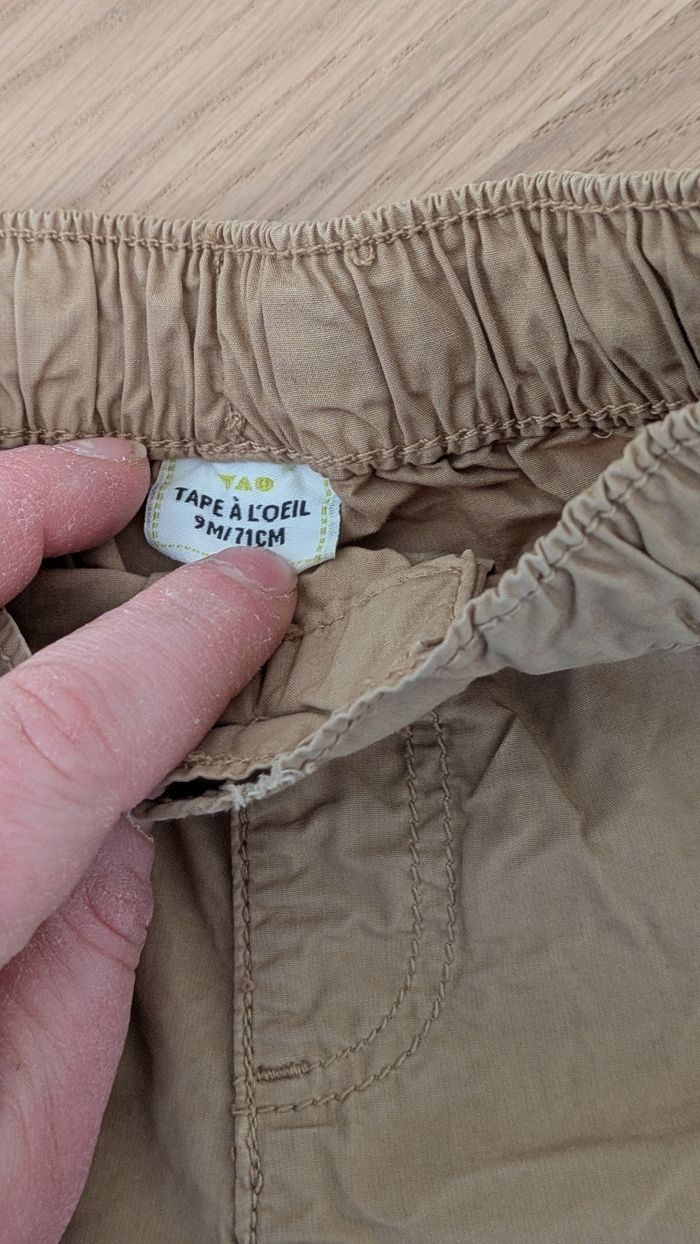 TAO
TAPE À L'OEIL
9M/71CM